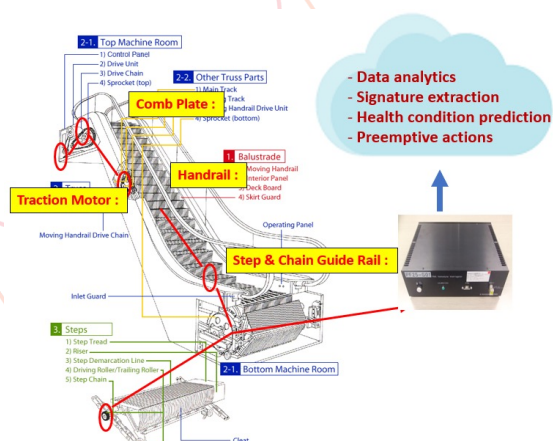 2-1. Top Machine Room
1) Control Panel
2) Drive Unit
3) Drive Chain
4) Sprocket (top)
2-2. Other Truss Parts
1) Main Track
Track
Handrail Drive Unit
4) Sprocket (bottom)
Comb Plate :
1. Balustrade
Moving Handrail
Interior Panel
3) Deck Board
4) Skirt Guard
Handrail :
Traction Motor :
Moving Handrail Drive Chain
Operating Panel
Step & Chain Guide Rail :
Inlet Guard
3. Steps
1) Step Tread
2) Riser
3) Step Demarcation Line
4) Driving Roller/Trailing Roller
5) Step Chain
2-1. Bottom Machine Room
Cleat
- Data analytics
- Signature extraction
- Health condition prediction
- Preemptive actions